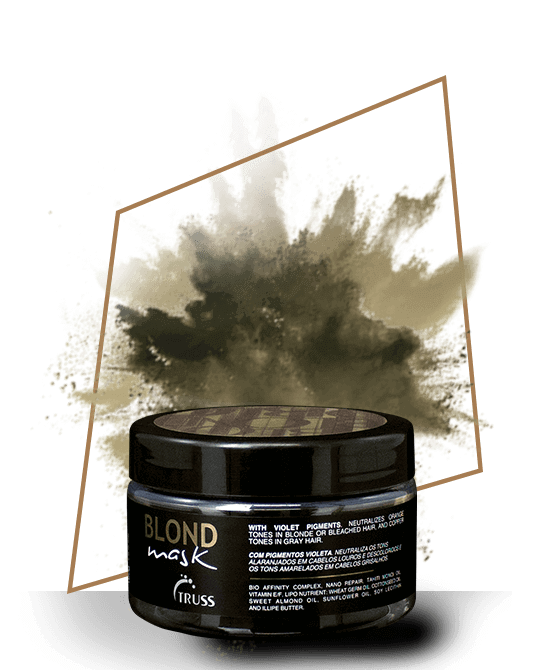 BLOND
mask
TRUSS
WITH VIOLET PIGMENTS. NEUTRALIZES ORANGE
TONES IN BLONDE OR BLEACHED HAIR, AND COPPER
TONES IN GRAY HAIR.
COM PIGMENTOS VIOLETA. NEUTRALIZA OS TONS
ALARANJADOS EM CABELOS LOUROS E DESCOLORIDOS E
OS TONS AMARELADOS EM CABELOS GRISALHOS.
BIO AFFINITY COMPLEX, NANO REPAIR, TAHITI MONOI OIL,
VITAMIN E/F, LIPO NUTRIENT: WHEAT GERM OIL, COTTONSEED OIL,
SWEET ALMOND OIL, SUNFLOWER OIL, SOY LECITHIN
AND ILLIPE BUTTER.